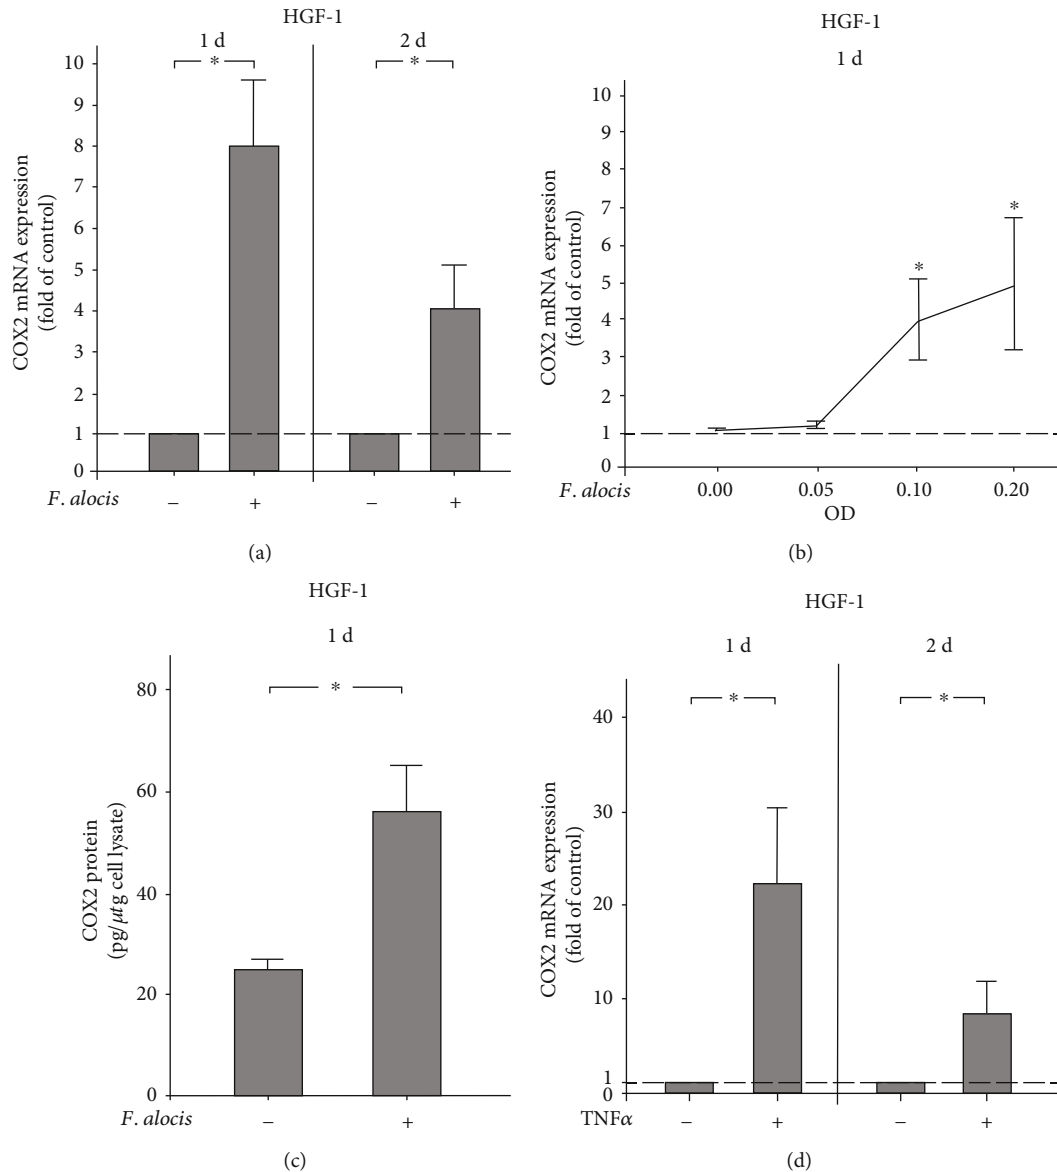 HGF-1
1 d
2 d
*
*
10
9
8
7
6
5
4
3
2
1
0
COX2 mRNA expression
(fold of control)
F. alocis
− + − +
(a)
HGF-1
1 d
10
9
8
7
6
5
4
3
2
1
0
COX2 mRNA expression
(fold of control)
*
*
F. alocis
0.00 0.05 0.10 0.20
OD
(b)
HGF-1
1 d
*
80
60
40
20
0
COX2 protein
(pg/μtg cell lysate)
F. alocis
− +
(c)
HGF-1
1 d
2 d
*
*
40
30
20
10
1
0
COX2 mRNA expression
(fold of control)
TNFα
− + − +
(d)